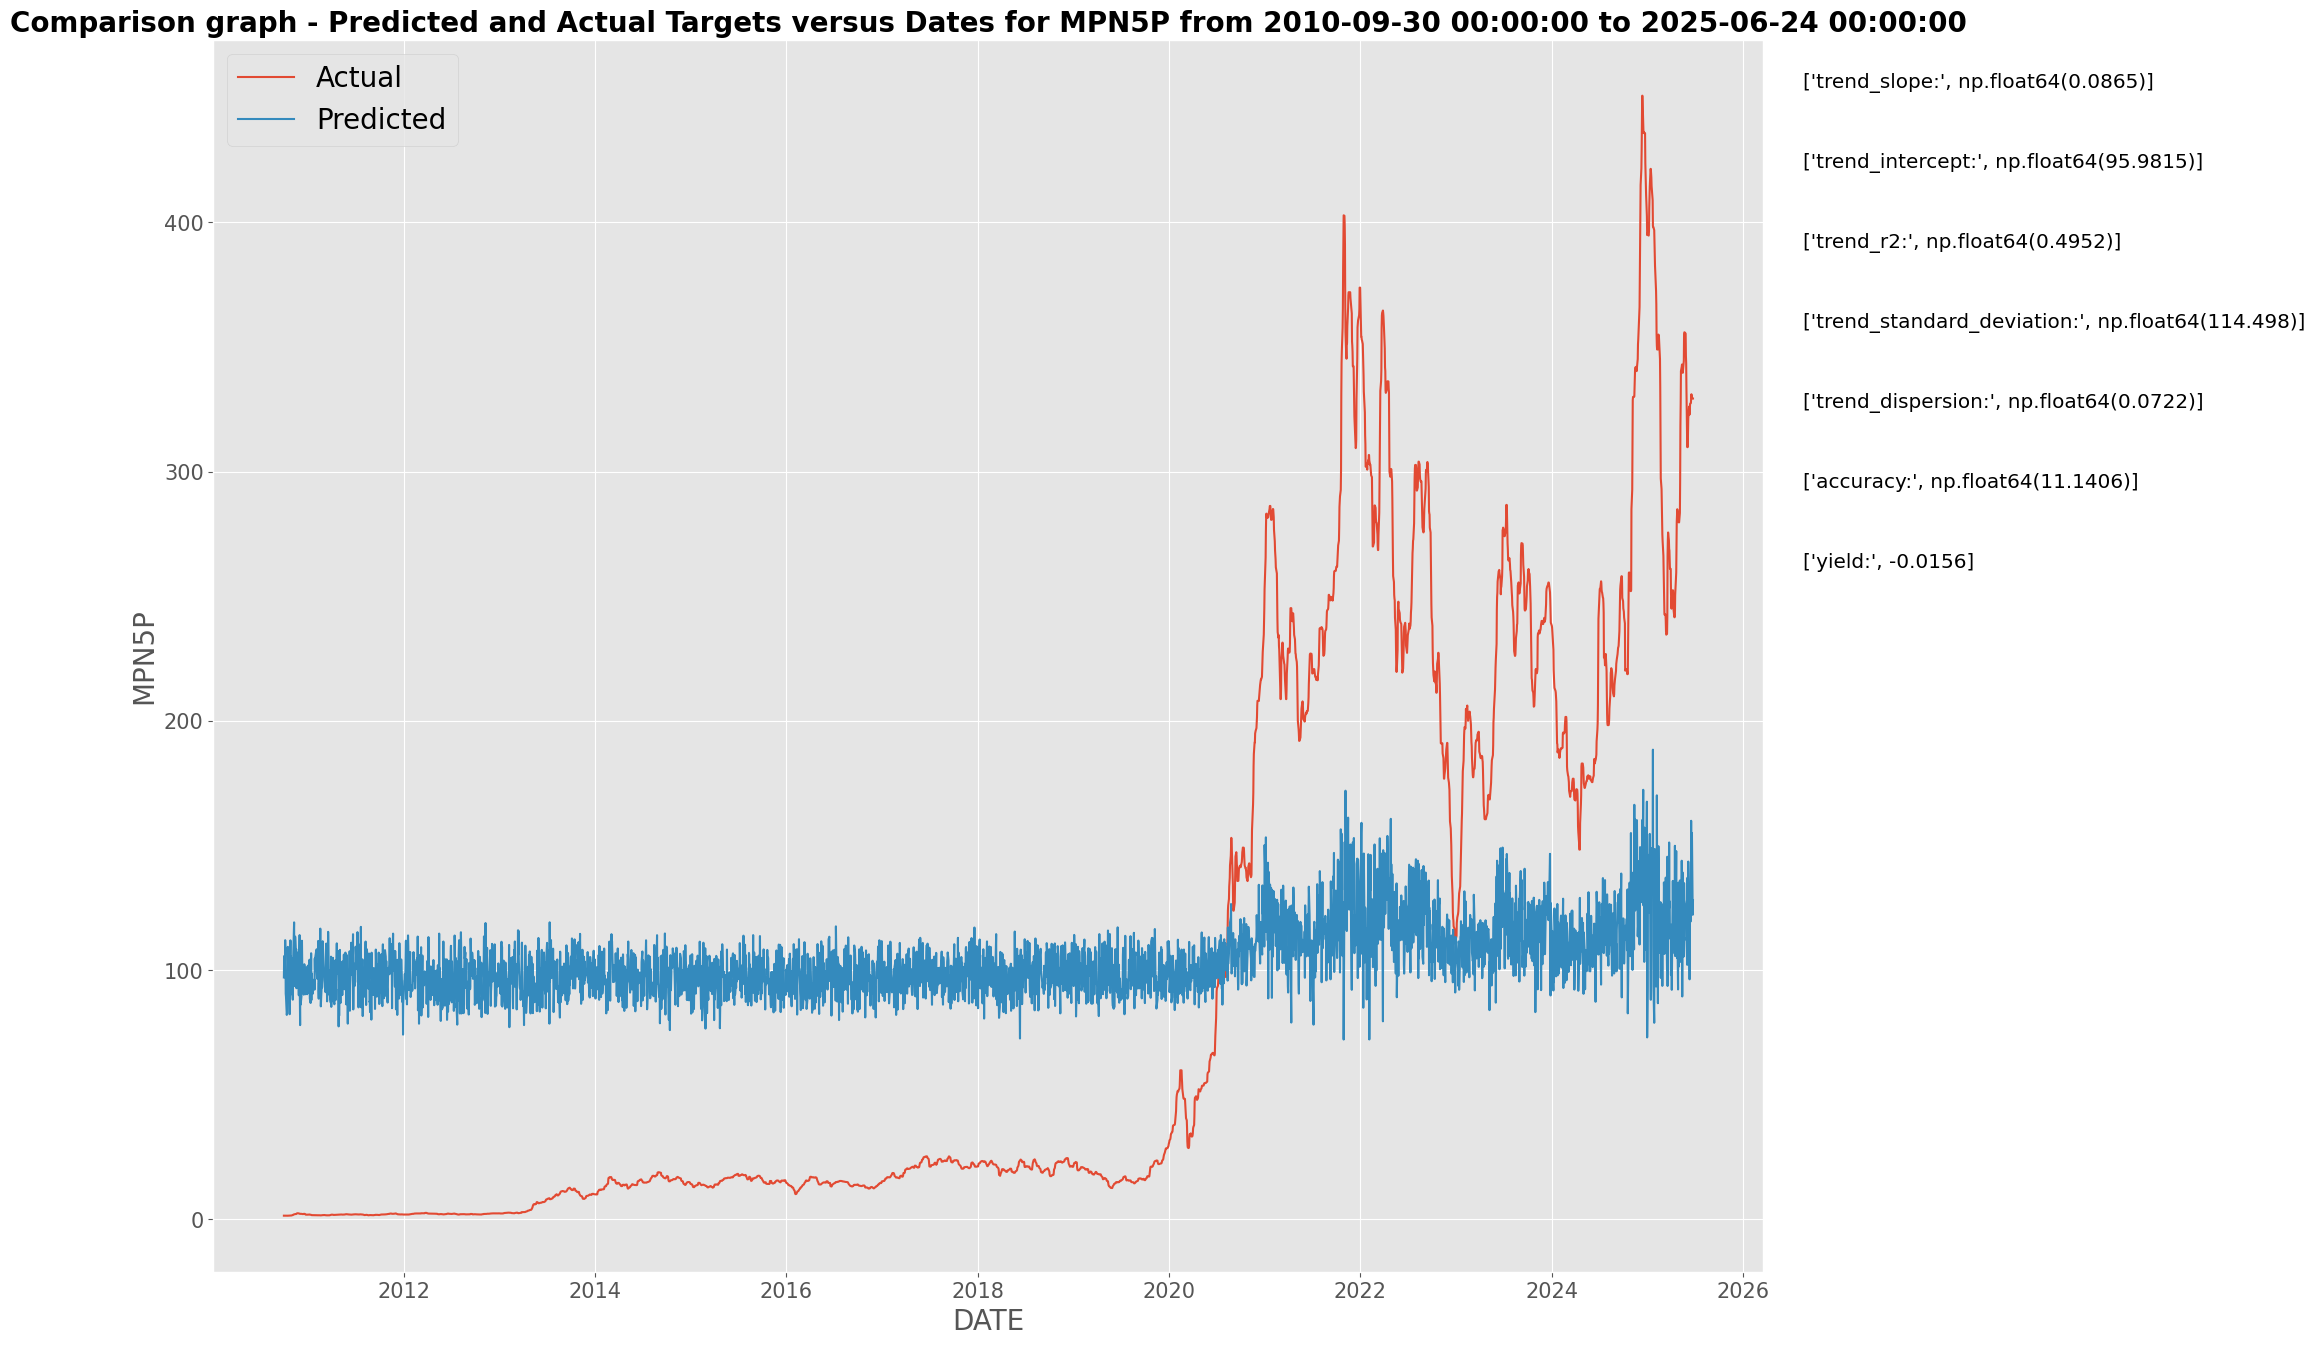 Comparison graph - Predicted and Actual Targets versus Dates for MPN5P from 2010-09-30 00:00:00 to 2025-06-24 00:00:00
Actual
Predicted
['trend_slope:', np.float64(0.0865)]
['trend_intercept:', np.float64(95.9815)]
['trend_r2:', np.float64(0.4952)]
['trend_standard_deviation:', np.float64(114.498)]
['trend_dispersion:', np.float64(0.0722)]
['accuracy:', np.float64(11.1406)]
['yield:', -0.0156]
MPN5P
400
300
200
100
0
2012
2014
2016
2018
2020
2022
2024
2026
DATE